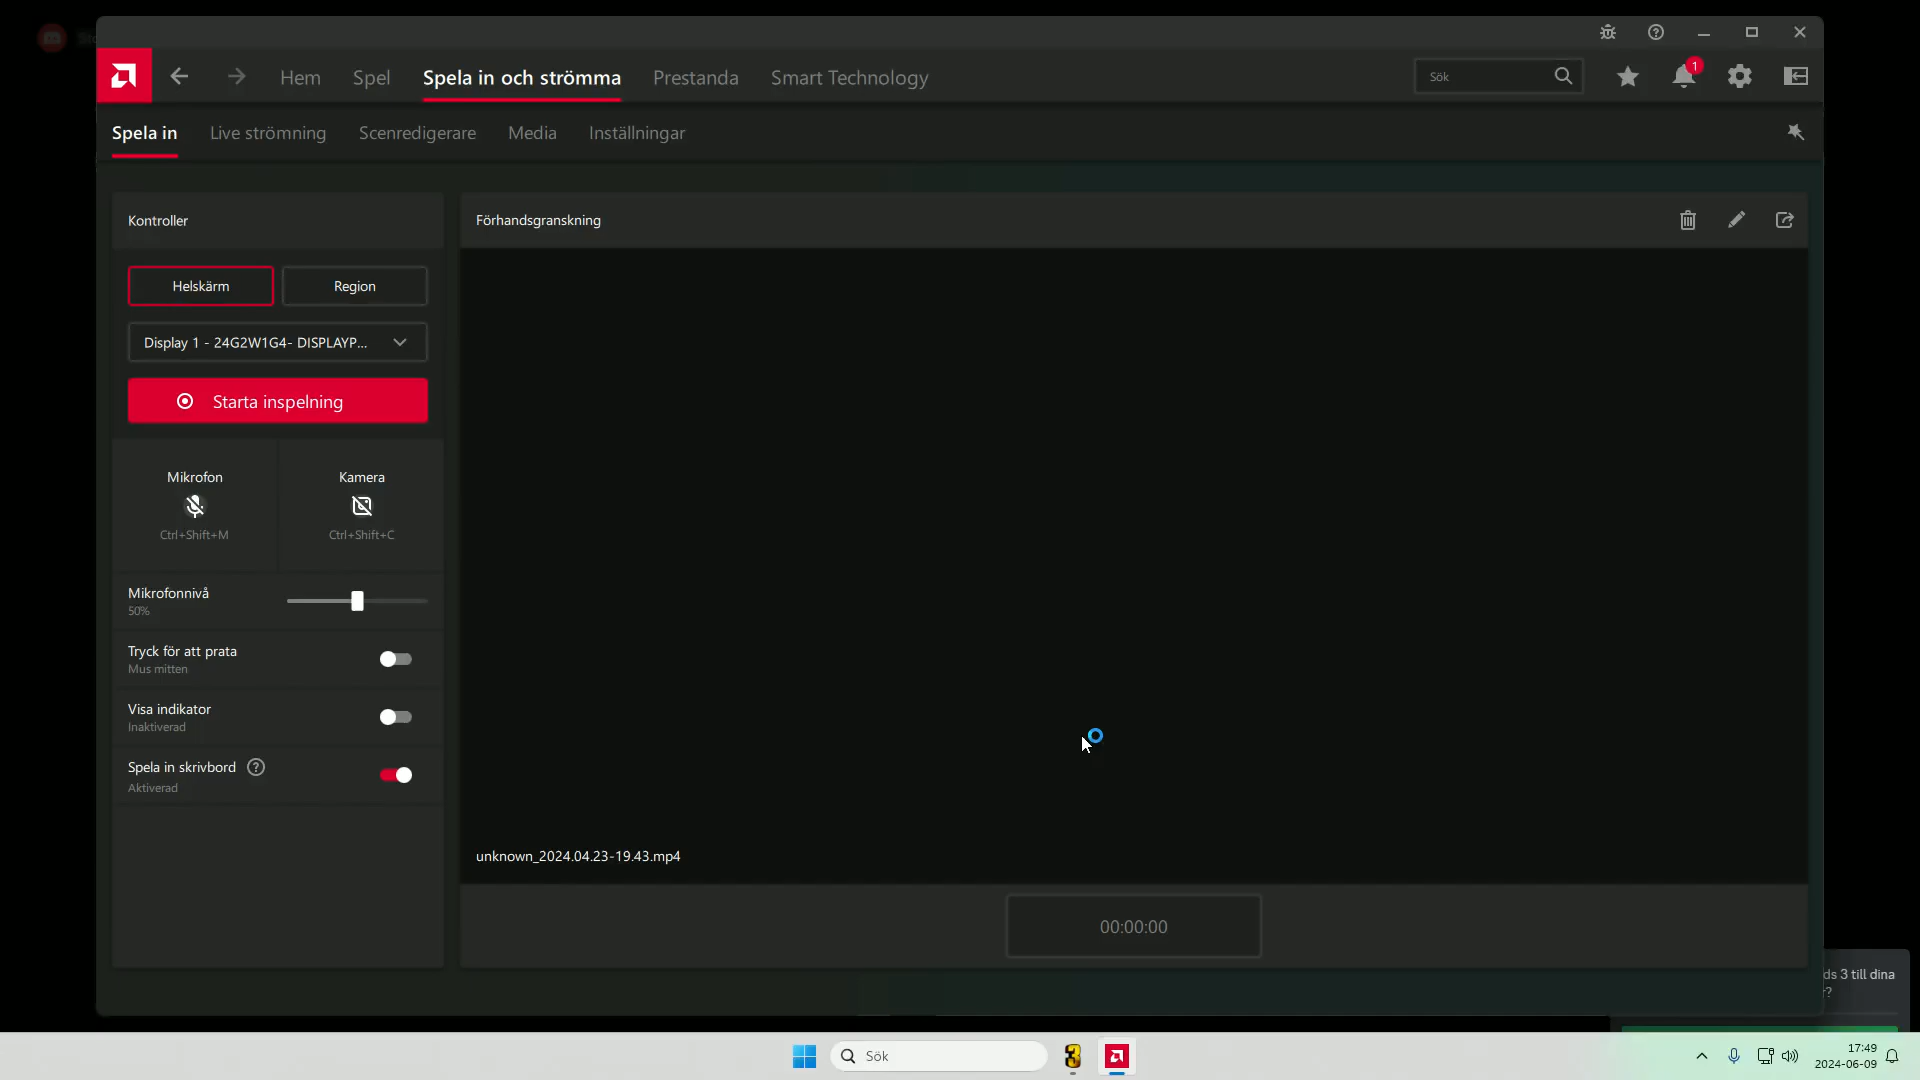 Hem
Spel
Spela in och strömma
Prestanda
Smart Technology
Sök
1
Spela in
Live strömning
Scenredigerare
Media
Inställningar
Kontroller
Helskärm
Region
Display 1 - 24G2W1G4- DISPLAYP...
Starta inspelning
Mikrofon
Ctrl+Shift+M
Kamera
Ctrl+Shift+C
Mikrofonnivå
50%
Tryck för att prata
Mus mitten
Visa indikator
Inaktiverad
Spela in skrivbord
Aktiverad
Förhandsgranskning
unknown_2024.04.23-19.43.mp4
00:00:00
ds 3 till dina
r?
Sök
3
17:49
2024-06-09